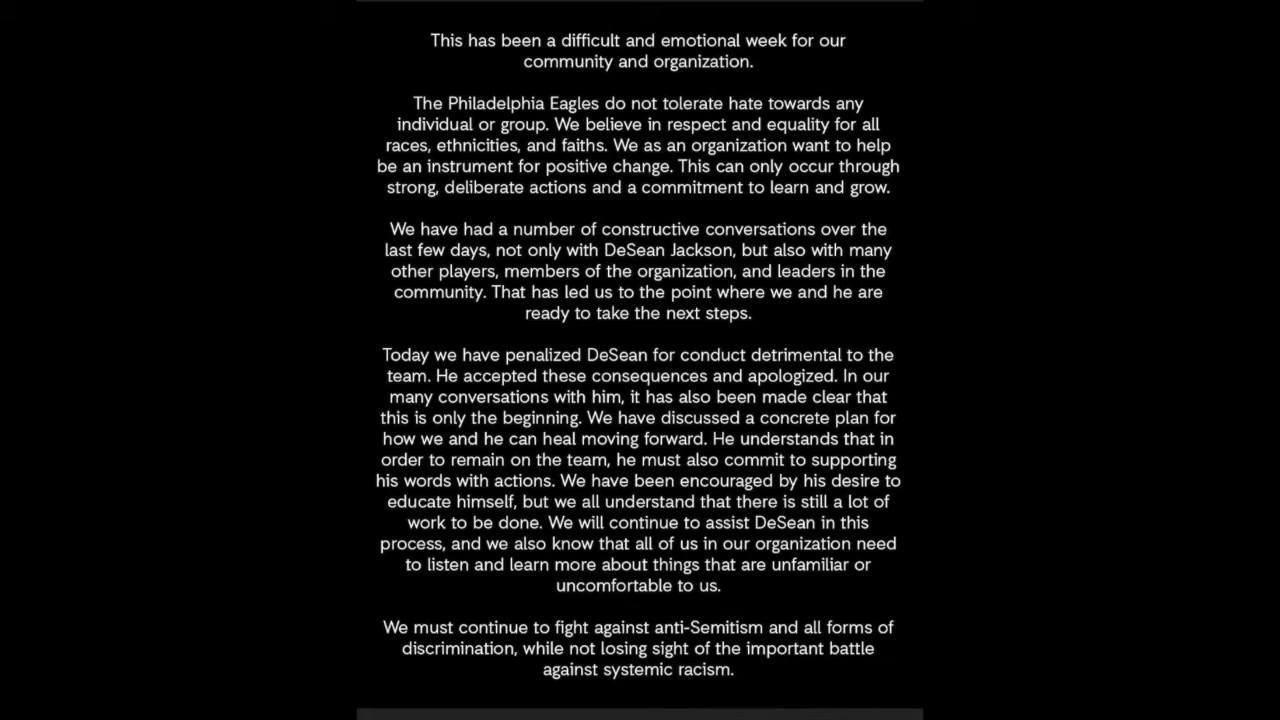 This has been a difficult and emotional week for our
community and organization.
The Philadelphia Eagles do not tolerate hate towards any
individual or group. We believe in respect and equality for all
races, ethnicities, and faiths. We as an organization want to help
be an instrument for positive change. This can only occur through
strong, deliberate actions and a commitment to learn and grow.
We have had a number of constructive conversations over the
last few days, not only with DeSean Jackson, but also with many
other players, members of the organization, and leaders in the
community. That has led us to the point where we and he are
ready to take the next steps.
Today we have penalized DeSean for conduct detrimental to the
team. He accepted these consequences and apologized. In our
many conversations with him, it has also been made clear that
this is only the beginning. We have discussed a concrete plan for
how we and he can heal moving forward. He understands that in
order to remain on the team, he must also commit to supporting
his words with actions. We have been encouraged by his desire to
educate himself, but we all understand that there is still a lot of
work to be done. We will continue to assist DeSean in this
process, and we also know that all of us in our organization need
to listen and learn more about things that are unfamiliar or
uncomfortable to us.
We must continue to fight against anti-Semitism and all forms of
discrimination, while not losing sight of the important battle
against systemic racism.